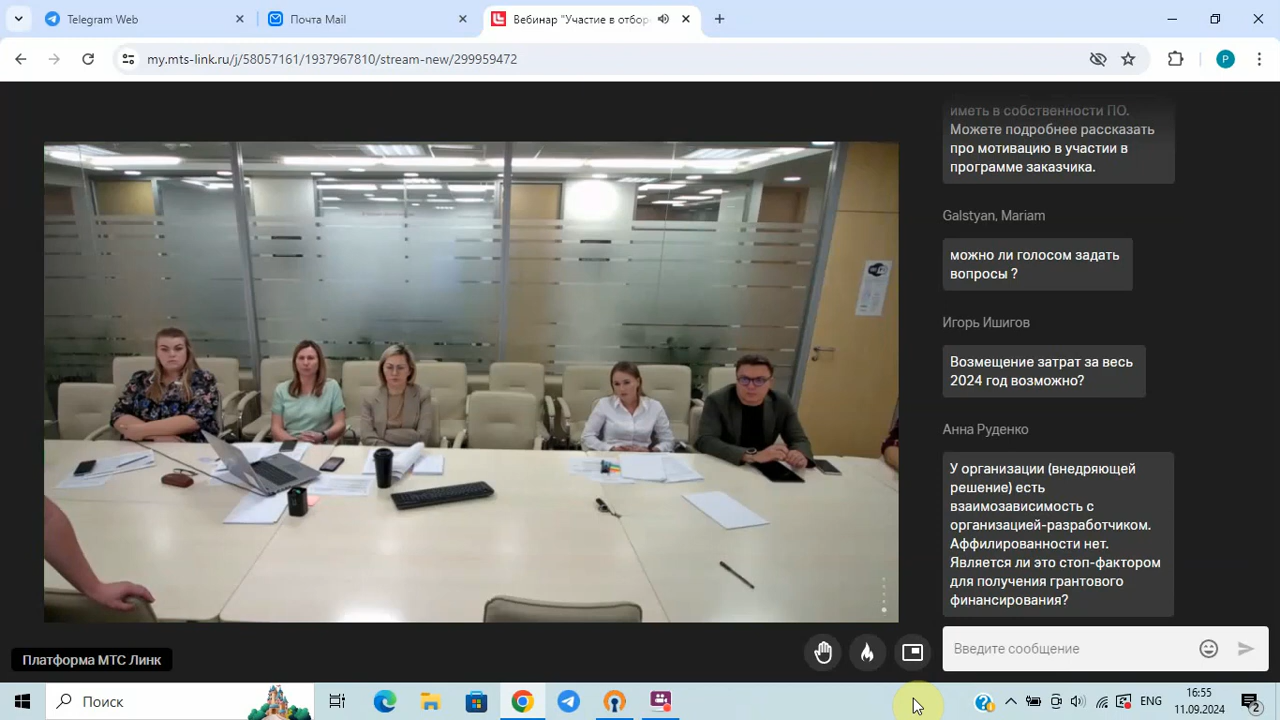 Telegram Web
Почта Mail
Вебинар "Участие в отбор
my.mts-link.ru/j/58057161/1937967810/stream-new/299959472
P
иметь в собственности ПО.
Можете подробнее рассказать
про мотивацию в участии в
программе заказчика.
Galstyan, Mariam
можно ли голосом задать
вопросы ?
Игорь Ишигов
Возмещение затрат за весь
2024 год возможно?
Анна Руденко
У организации (внедряющей
решение) есть
взаимозависимость с
организацией-разработчиком.
Аффилированности нет.
Является ли это стоп-фактором
для получения грантового
финансирования?
Введите сообщение
Платформа МТС Линк
Поиск
ENG
16:55
11.09.2024
2